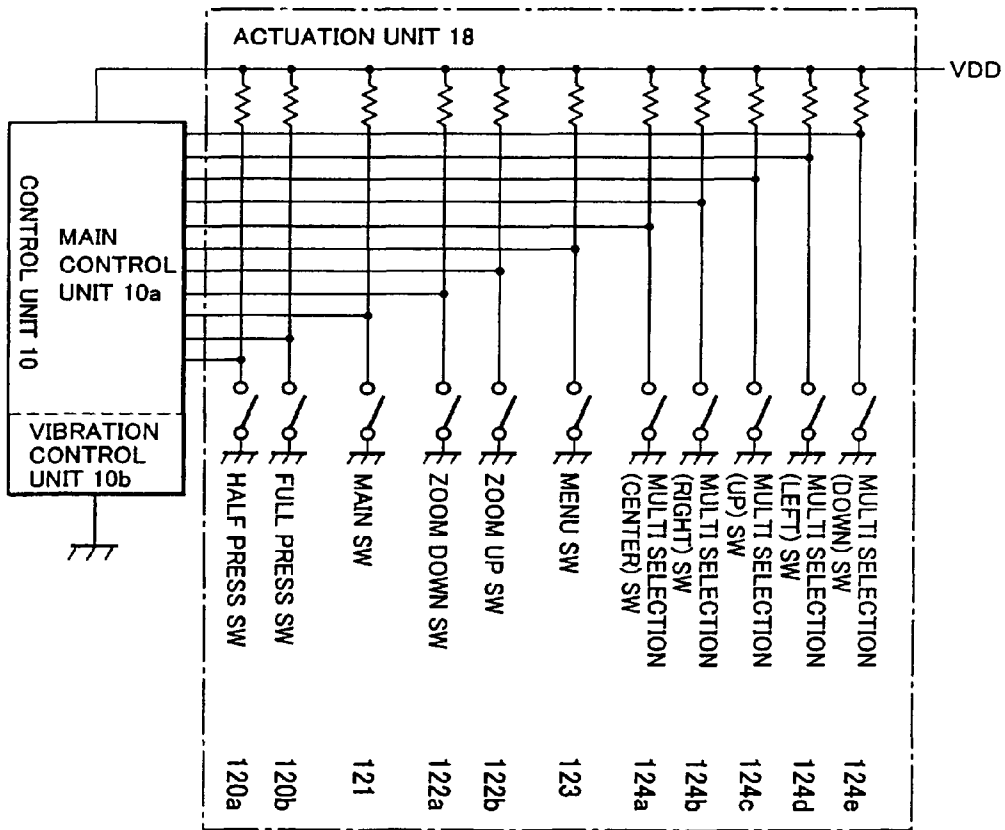 ACTUATION UNIT 18
VDD
CONTROL UNIT 10
MAIN
CONTROL
UNIT 10a
VIBRATION
CONTROL
UNIT 10b
HALF PRESS SW
FULL PRESS SW
MAIN SW
ZOOM DOWN SW
ZOOM UP SW
MENU SW
MULTI SELECTION
(CENTER) SW
MULTI SELECTION
(RIGHT) SW
MULTI SELECTION
(UP) SW
MULTI SELECTION
(LEFT) SW
MULTI SELECTION
(DOWN) SW
120a
120b
121
122a
122b
123
124a
124b
124c
124d
124e